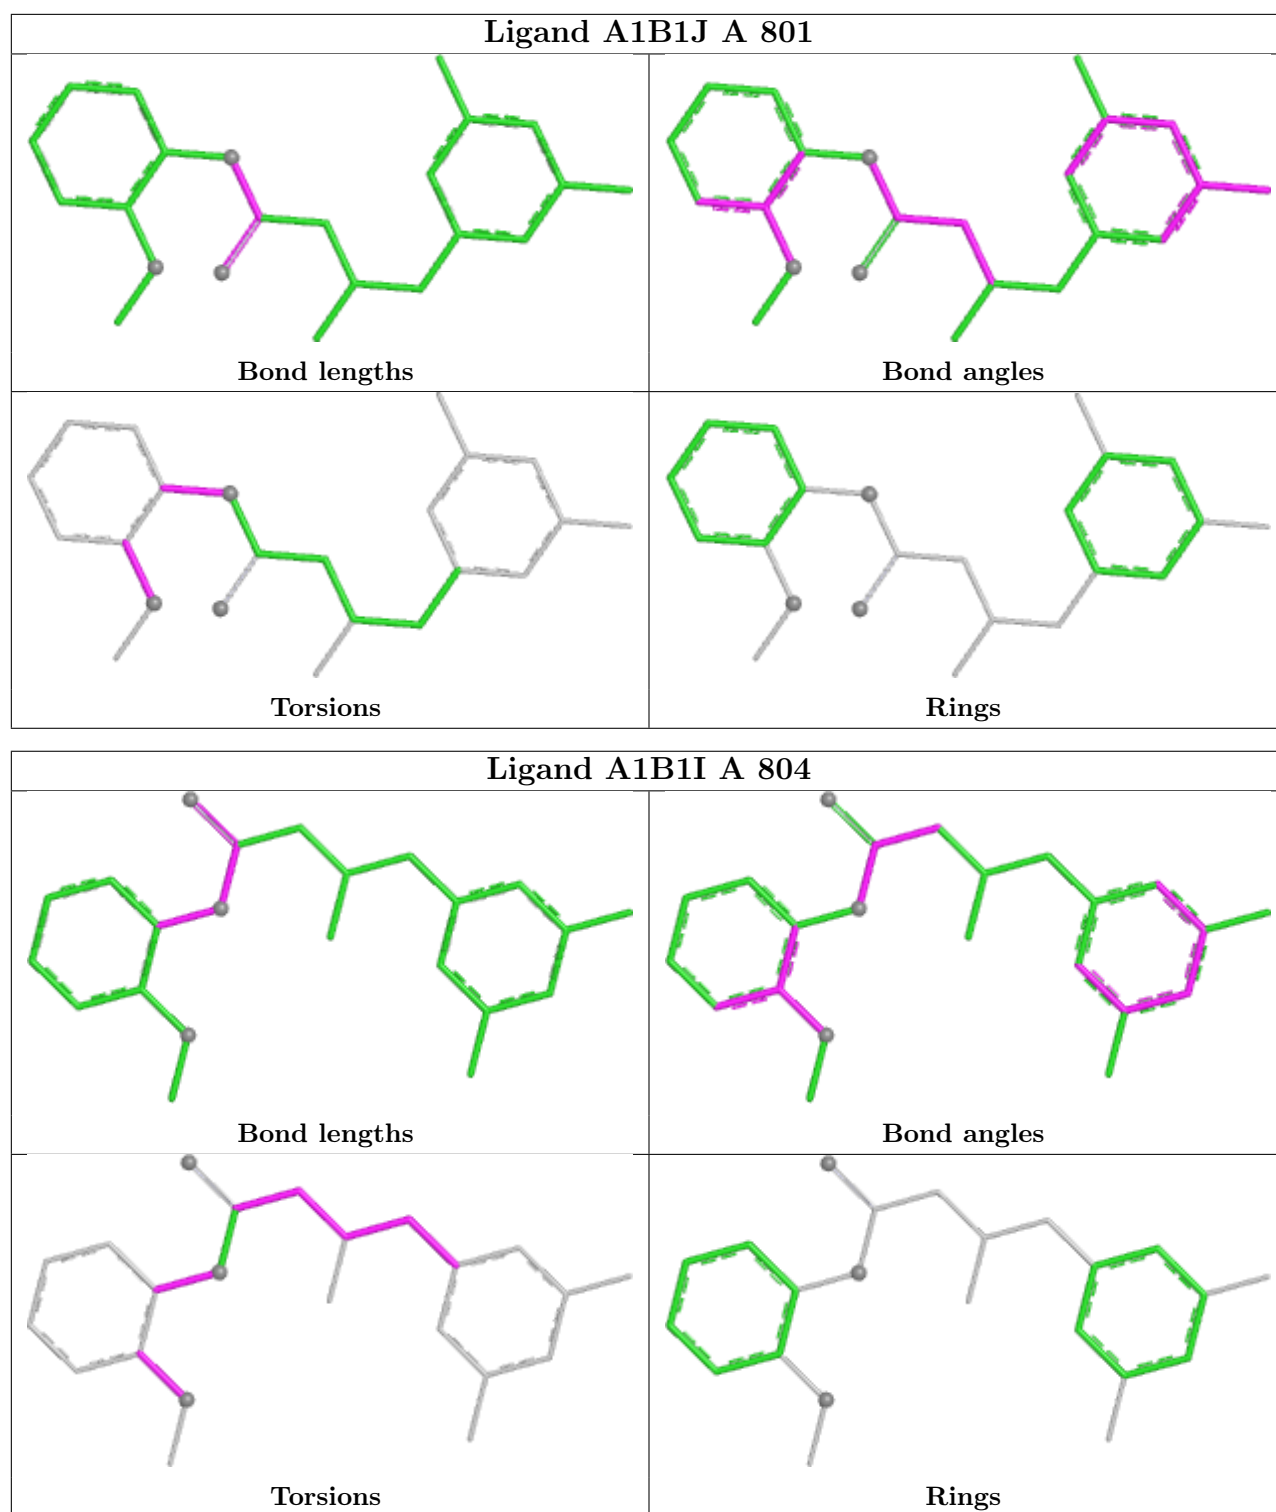 Ligand A1B1J A 801
Bond lengths
Bond angles
Torsions
Rings
Ligand A1B1I A 804
Bond lengths
Bond angles
Torsions
Rings